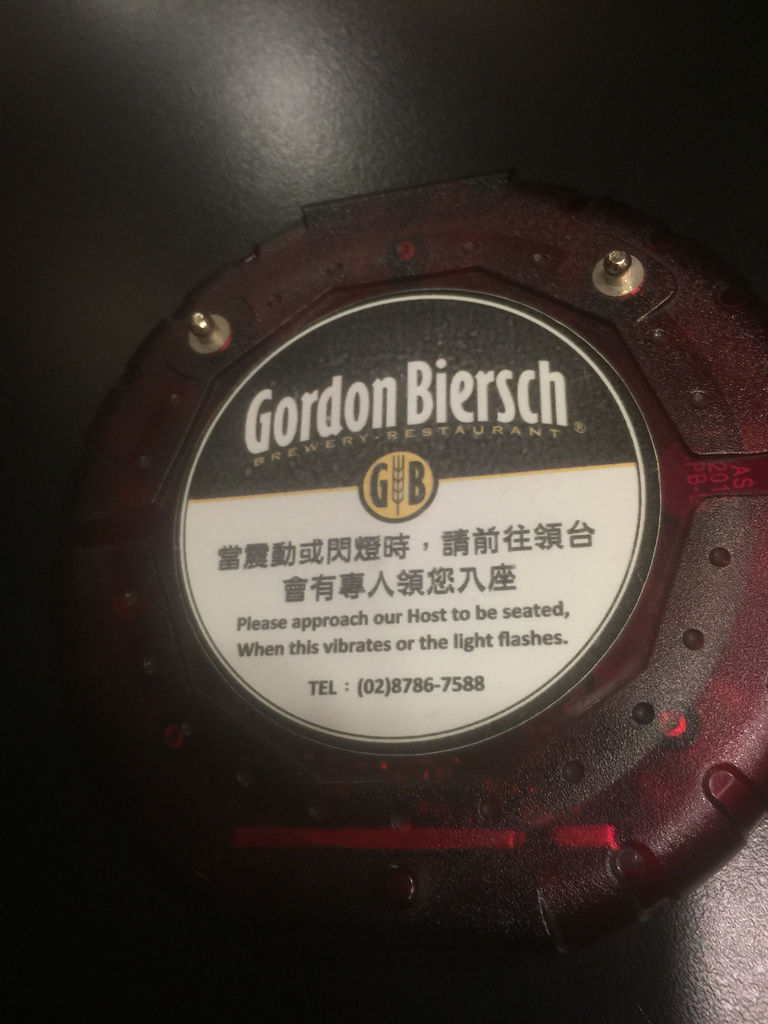 Gordon Biersch
BREWERY·RESTAURANT®
GB
當震動或閃燈時，請前往領台
會有專人領您入座
Please approach our Host to be seated,
When this vibrates or the light flashes.
TEL：(02)8786-7588
AS